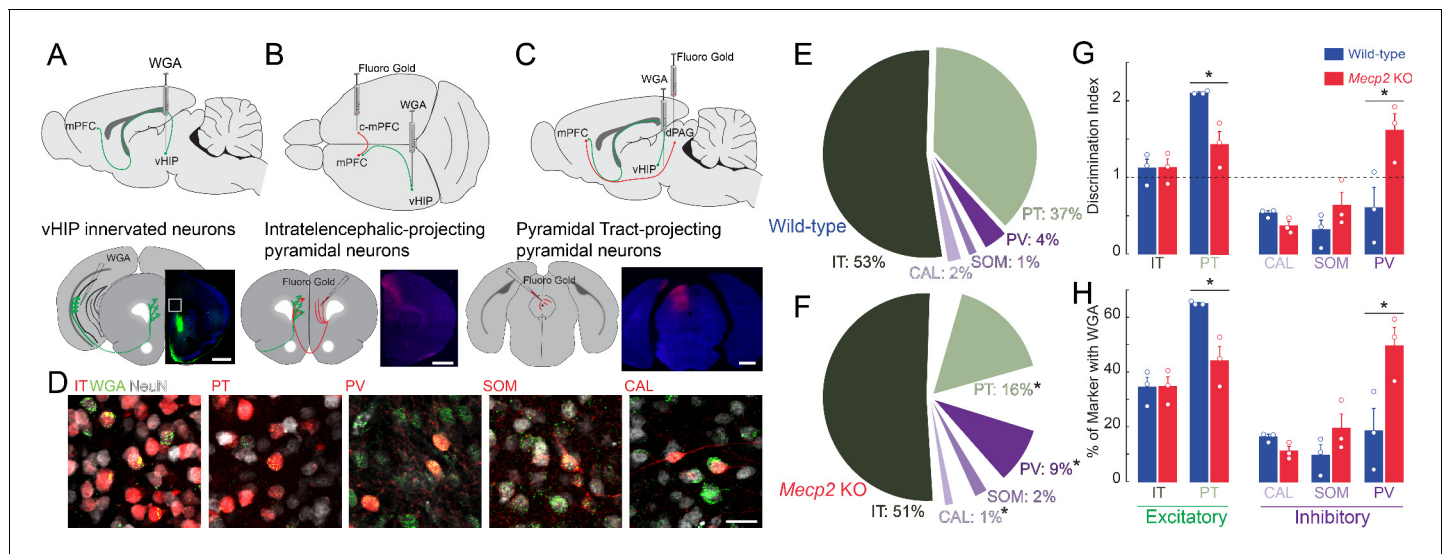 A
WGA
mPFC
vHIP
vHIP innervated neurons
WGA
B
Fluoro Gold
WGA
c-mPFC
mPFC
vHIP
Intratelencephalic-projecting
pyramidal neurons
Fluoro Gold
C
Fluoro Gold
WGA
mPFC
dPAG
vHIP
Pyramidal Tract-projecting
pyramidal neurons
Fluoro Gold
D
IT WGA NeuN
PT
PV
SOM
CAL
E
Wild-type
PT: 37%
PV: 4%
SOM: 1%
CAL: 2%
IT: 53%
F
Mecp2 KO
PT: 16%*
PV: 9%*
SOM: 2%
CAL: 1%*
IT: 51%
G
Wild-type
Mecp2 KO
Discrimination Index
2
1
0
*
*
IT
PT
CAL
SOM
PV
H
% of Marker with WGA
60
40
20
0
*
*
IT
PT
CAL
SOM
PV
Excitatory
Inhibitory